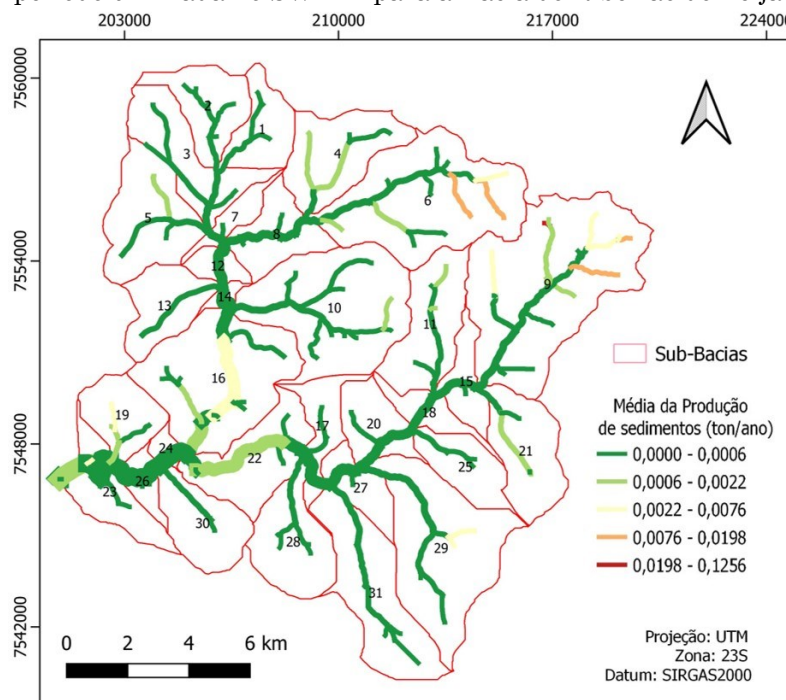 203000 210000 217000 224000
7560000
7554000
7548000
7542000
2
1
3
4
6
5
7
8
12
9
13
14
10
11
16
15
19
18
20
17
24
22
25
21
23
26
27
30
28
29
31
Sub-Bacias
Média da Produção
de sedimentos (ton/ano)
0,0000 - 0,0006
0,0006 - 0,0022
0,0022 - 0,0076
0,0076 - 0,0198
0,0198 - 0,1256
0 2 4 6 km
Projeção: UTM
Zona: 23S
Datum: SIRGAS2000